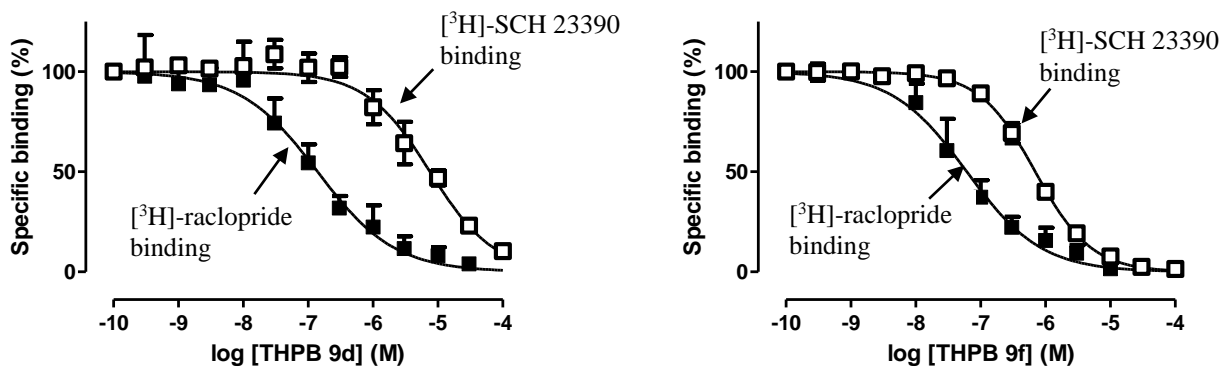 [³H]-SCH 23390
binding
Specific binding (%)
100
50
0
[³H]-raclopride
binding
-10 -9 -8 -7 -6 -5 -4
log [THPB 9d] (M)
[³H]-SCH 23390
binding
Specific binding (%)
100
50
0
[³H]-raclopride
binding
-10 -9 -8 -7 -6 -5 -4
log [THPB 9f] (M)